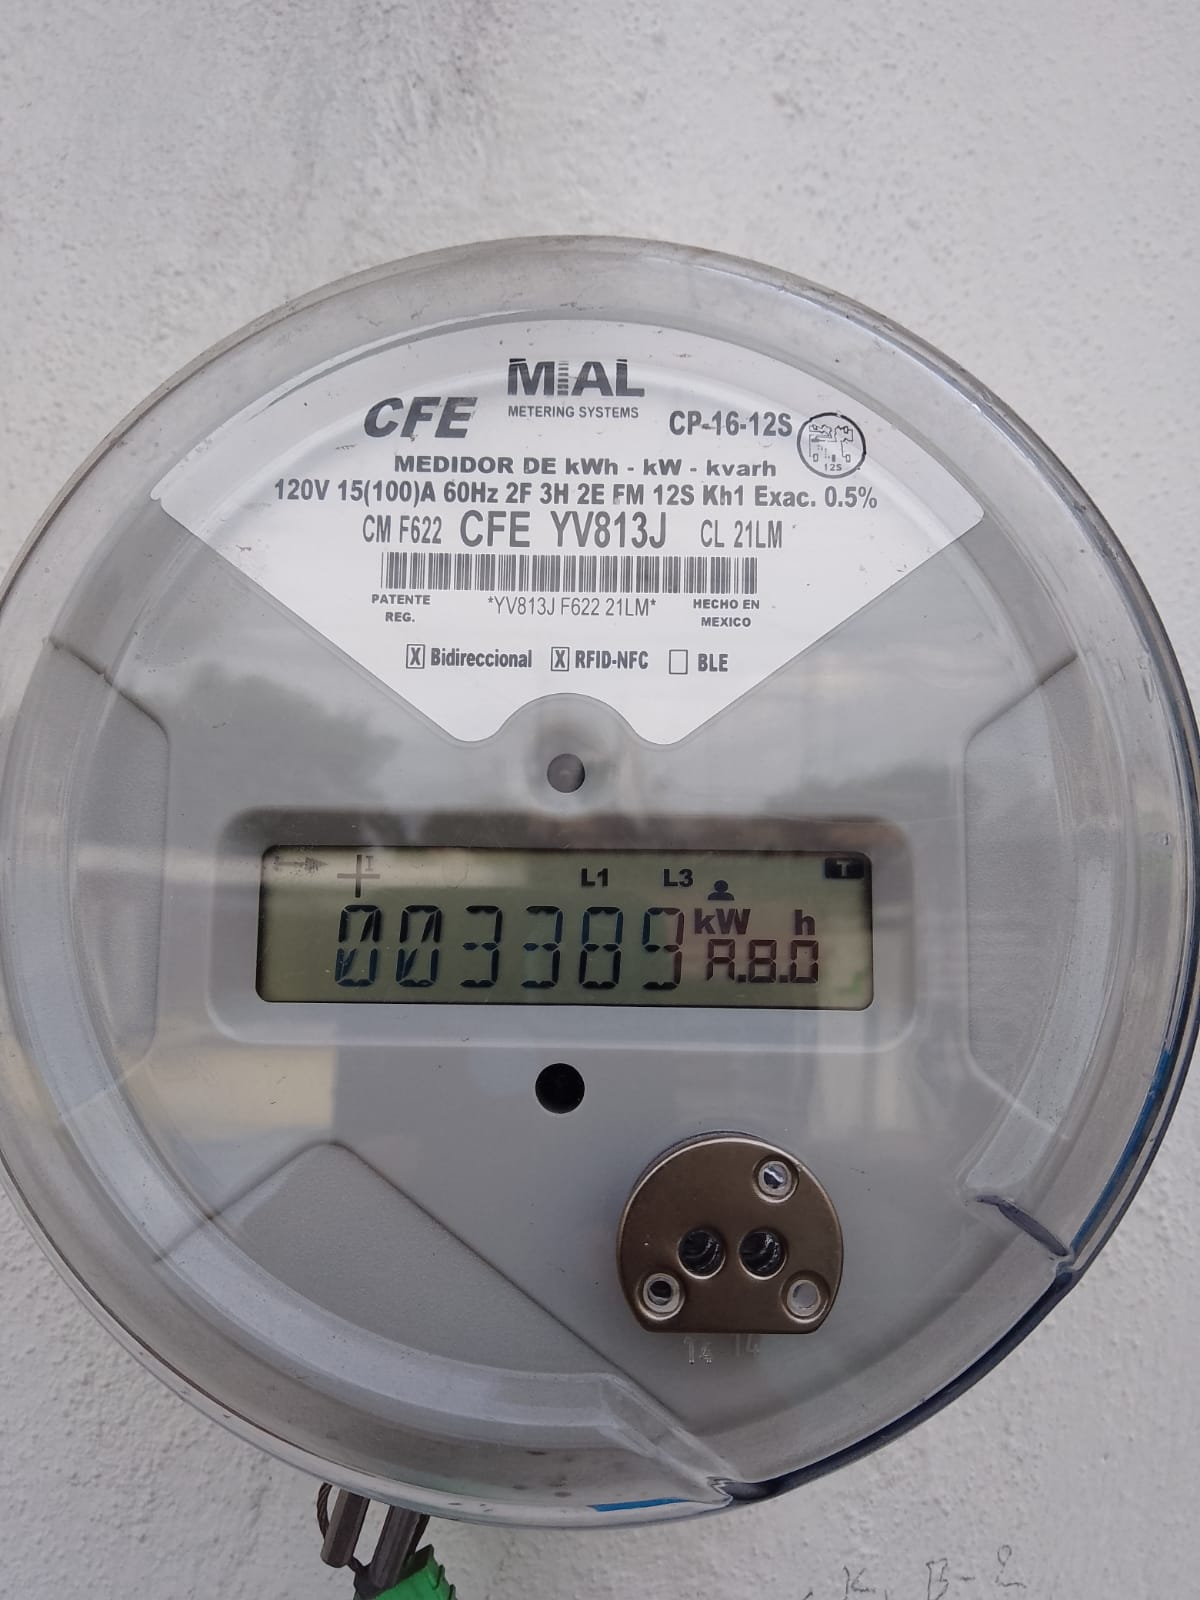 MIAL
METERING SYSTEMS
CFE
CP-16-12S
12S
MEDIDOR DE kWh - kW - kvarh
120V 15(100)A 60Hz 2F 3H 2E FM 12S Kh1 Exac. 0.5%
CM F622 CFE YV813J CL 21LM
PATENTE REG. *YV813J F622 21LM* HECHO EN MEXICO
X Bidireccional X RFID-NFC BLE
L1 L3 T
003389 kW h
A.8.0
14 14
K B-2